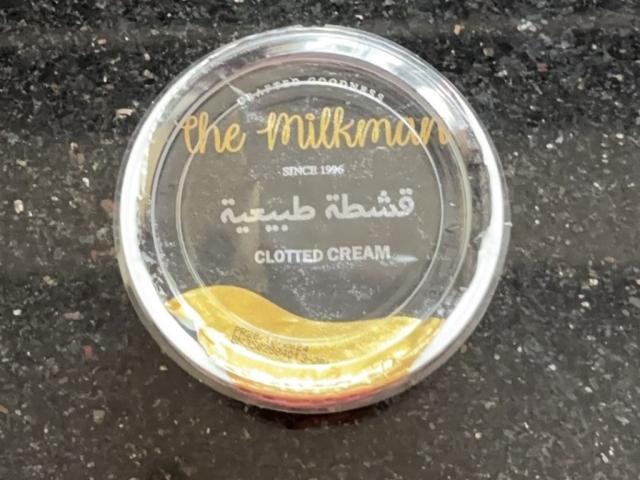 CRAFTED GOODNESS
the Milkman
SINCE 1996
قشطة طبيعية
CLOTTED CREAM